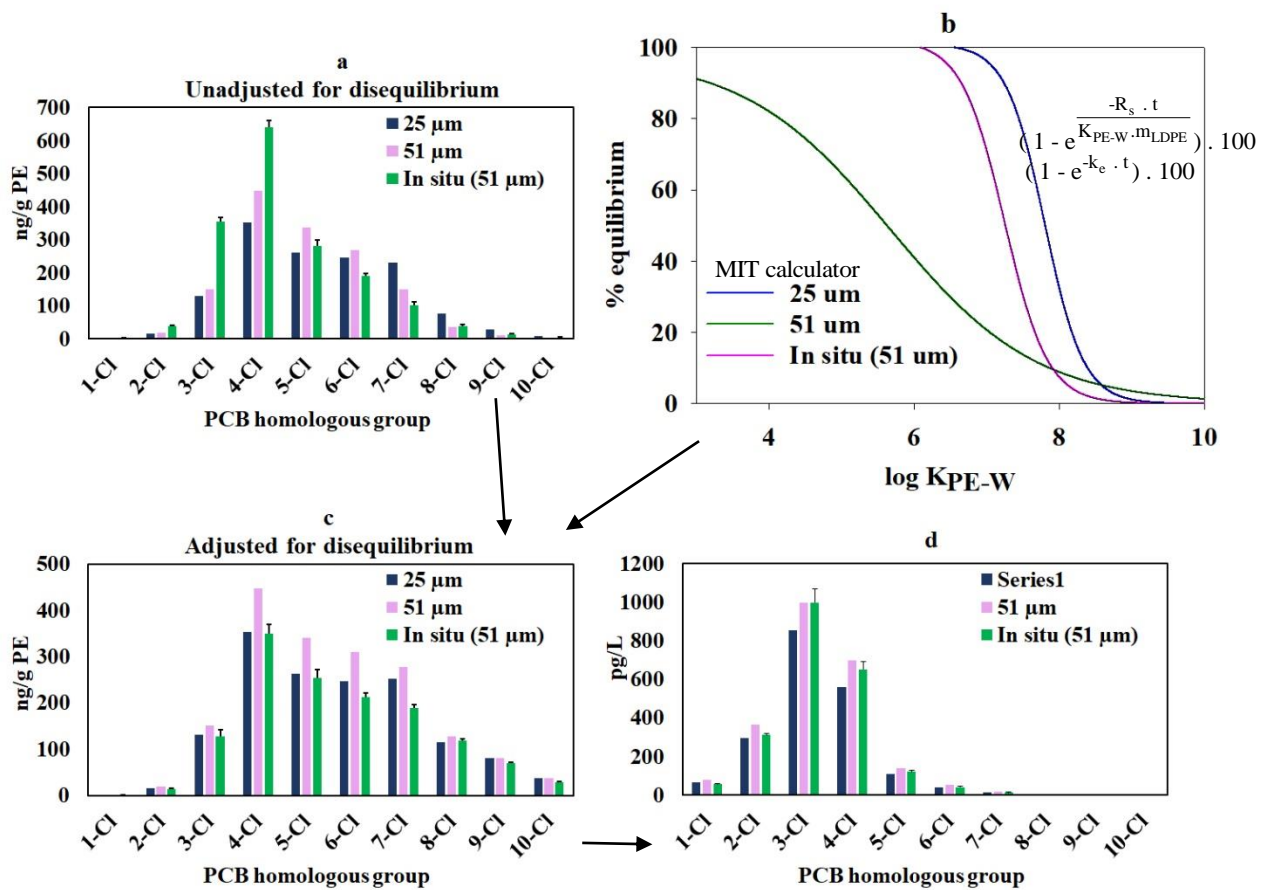 a
Unadjusted for disequilibrium
700
600
500
400
300
200
100
0
ng/g PE
25 µm
51 µm
In situ (51 µm)
1-Cl
2-Cl
3-Cl
4-Cl
5-Cl
6-Cl
7-Cl
8-Cl
9-Cl
10-Cl
PCB homologous group
b
100
80
60
40
20
0
% equilibrium
-Rₛ . t
( 1 - e K_PE-W.m_LDPE ) . 100
( 1 - e^-kₑ . t ) . 100
MIT calculator
25 um
51 um
In situ (51 um)
4
6
8
10
log K_PE-W
c
Adjusted for disequilibrium
500
400
300
200
100
0
ng/g PE
25 µm
51 µm
In situ (51 µm)
1-Cl
2-Cl
3-Cl
4-Cl
5-Cl
6-Cl
7-Cl
8-Cl
9-Cl
10-Cl
PCB homologous group
d
1200
1000
800
600
400
200
0
pg/L
Series1
51 µm
In situ (51 µm)
1-Cl
2-Cl
3-Cl
4-Cl
5-Cl
6-Cl
7-Cl
8-Cl
9-Cl
10-Cl
PCB homologous group